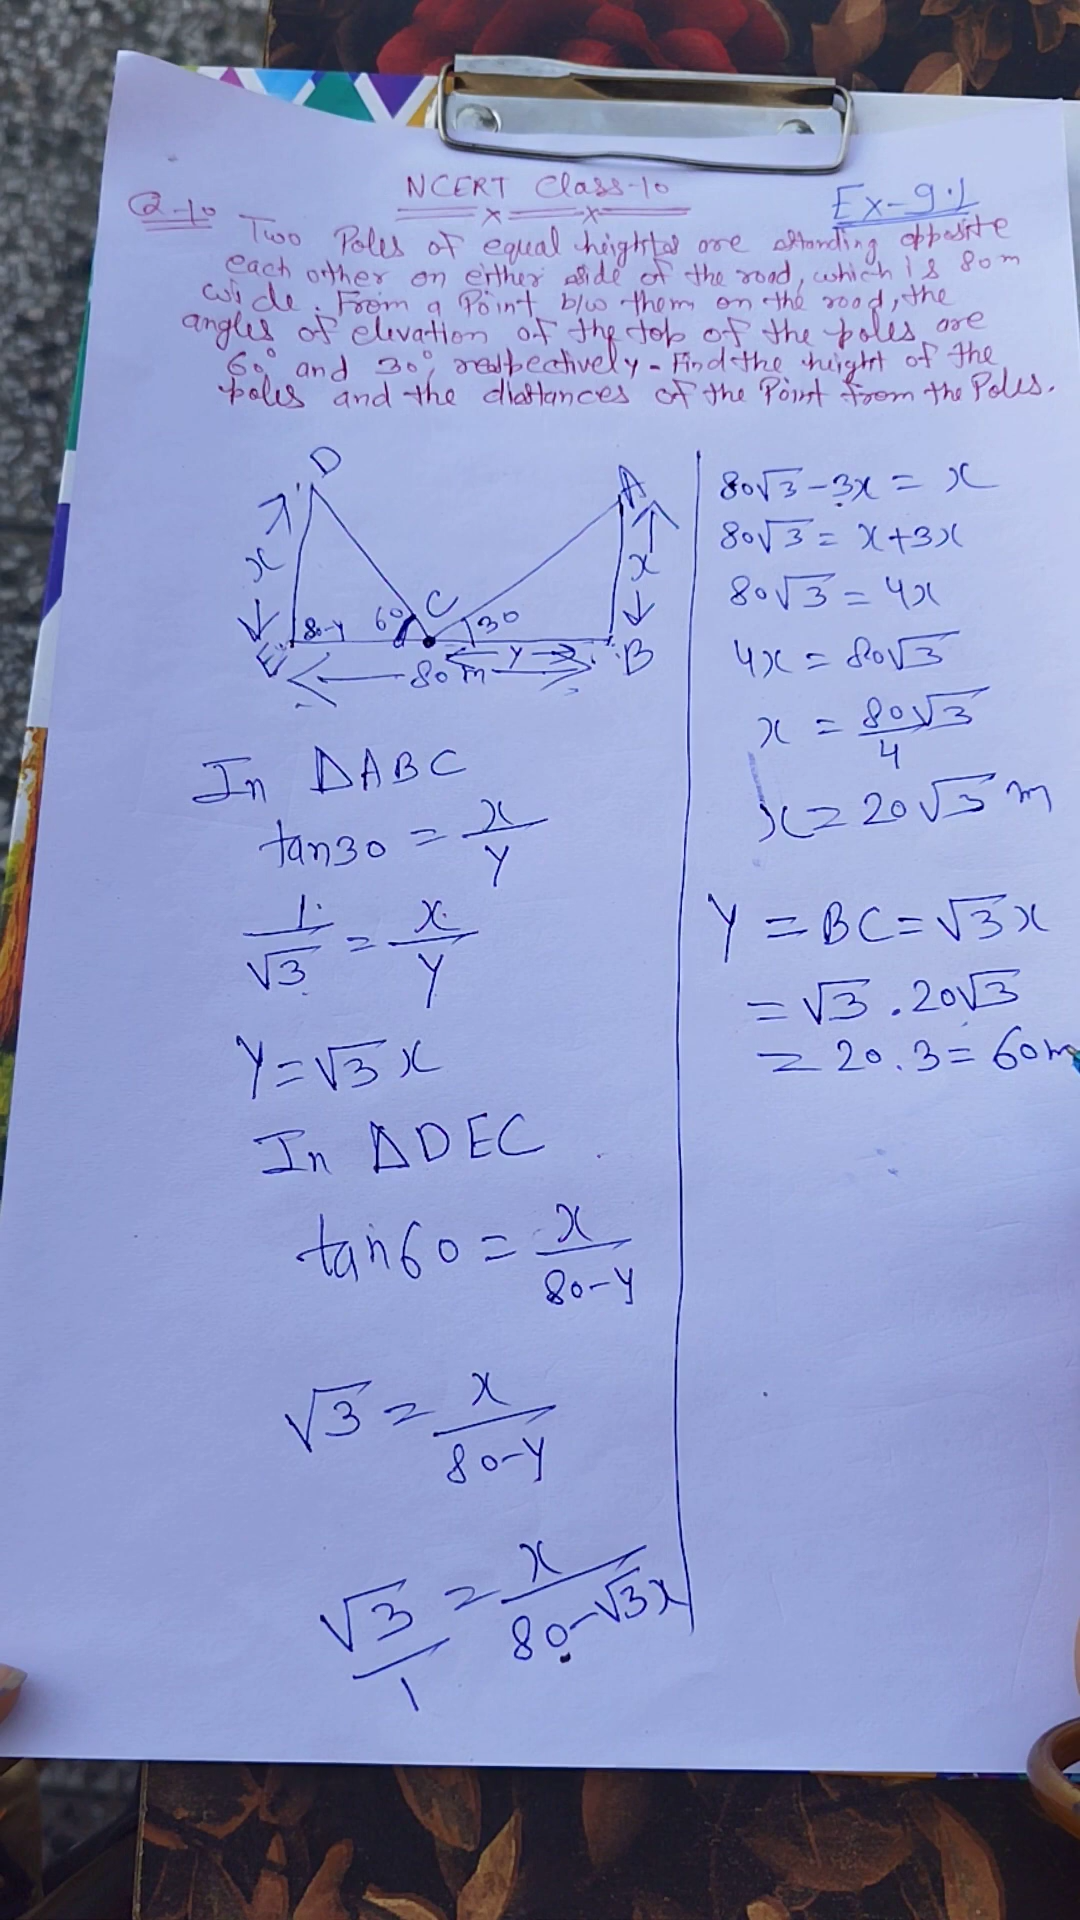 NCERT Class-10
Ex-9.1
Q-10 Two Poles of equal heights are standing opposite
each other on either side of the road, which is 80m
wide. From a Point b/w them on the road, the
angles of elevation of the top of the poles are
60° and 30°, respectively. Find the height of the
poles and the distances of the Point from the Poles.
D
A
x
x
80-y 60 C 30
E
y
B
80m
In ΔABC
tan30 = x/y
1/√3 = x/y
y=√3x
In ΔDEC
tan60 = x/80-y
√3 = x/80-y
√3/1 = x/80-√3x
80√3-3x = x
80√3 = x+3x
80√3 = 4x
4x = 80√3
x = 80√3/4
x = 20√3 m
y = BC = √3x
= √3 . 20√3
= 20.3 = 60m